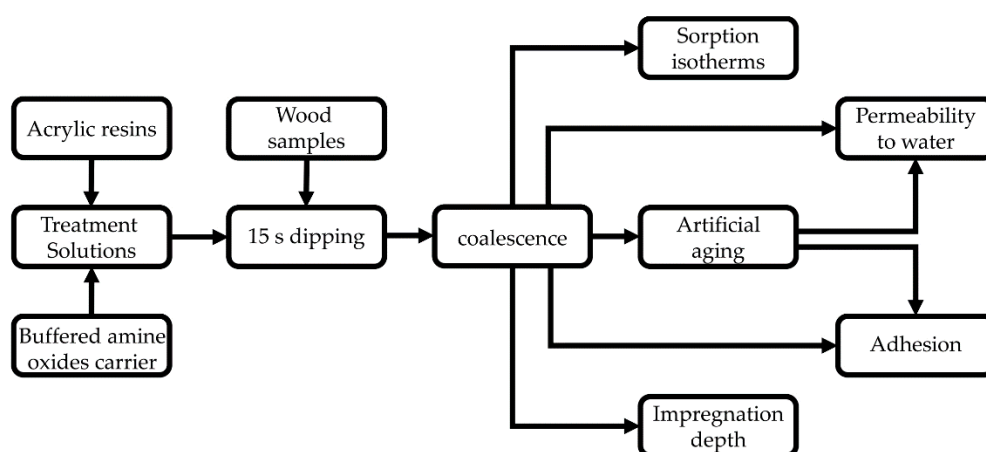 Sorption
isotherms
Acrylic resins
Wood
samples
Permeability
to water
Treatment
Solutions
15 s dipping
coalescence
Artificial
aging
Buffered amine
oxides carrier
Adhesion
Impregnation
depth